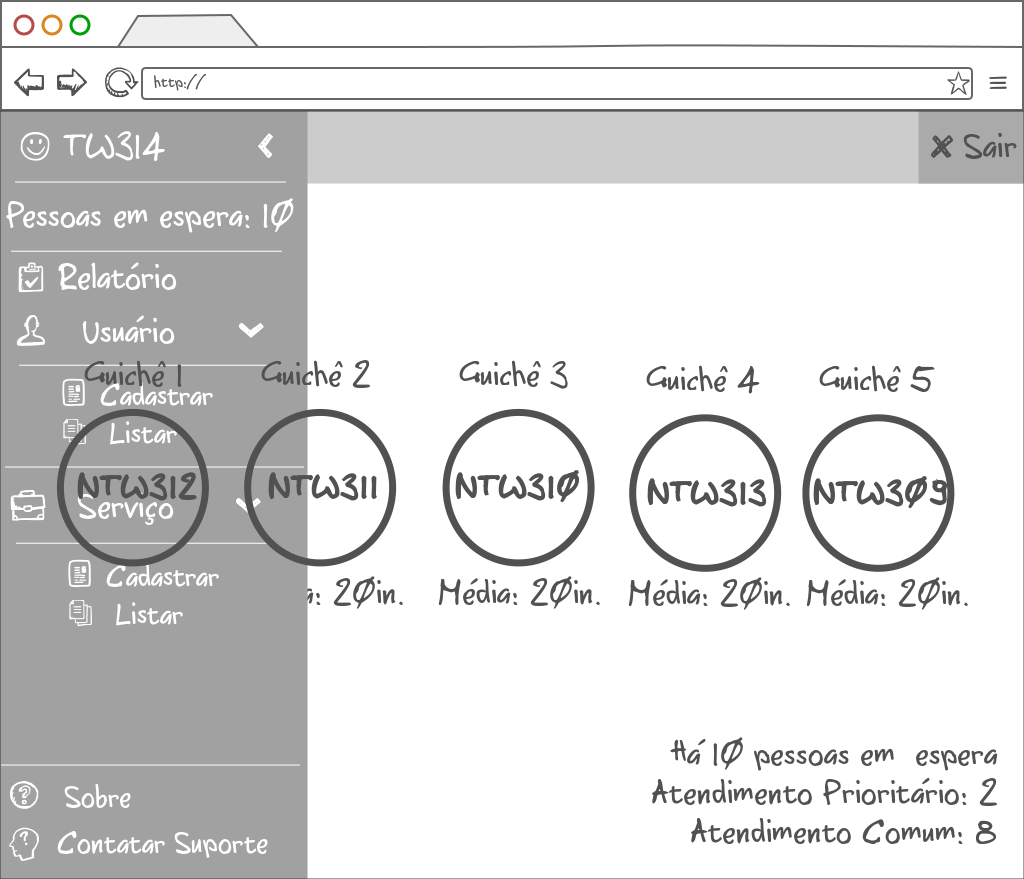 http://
TW314
Sair
Pessoas em espera: 10
Relatório
Usuário
Guichê 1
Guichê 2
Guichê 3
Guichê 4
Guichê 5
Cadastrar
Listar
NTW312
NTW311
NTW310
NTW313
NTW309
Serviço
Cadastrar
Listar
: 20in.
Média: 20in.
Média: 20in.
Média: 20in.
Há 10 pessoas em espera
Atendimento Prioritário: 2
Atendimento Comum: 8
Sobre
Contatar Suporte